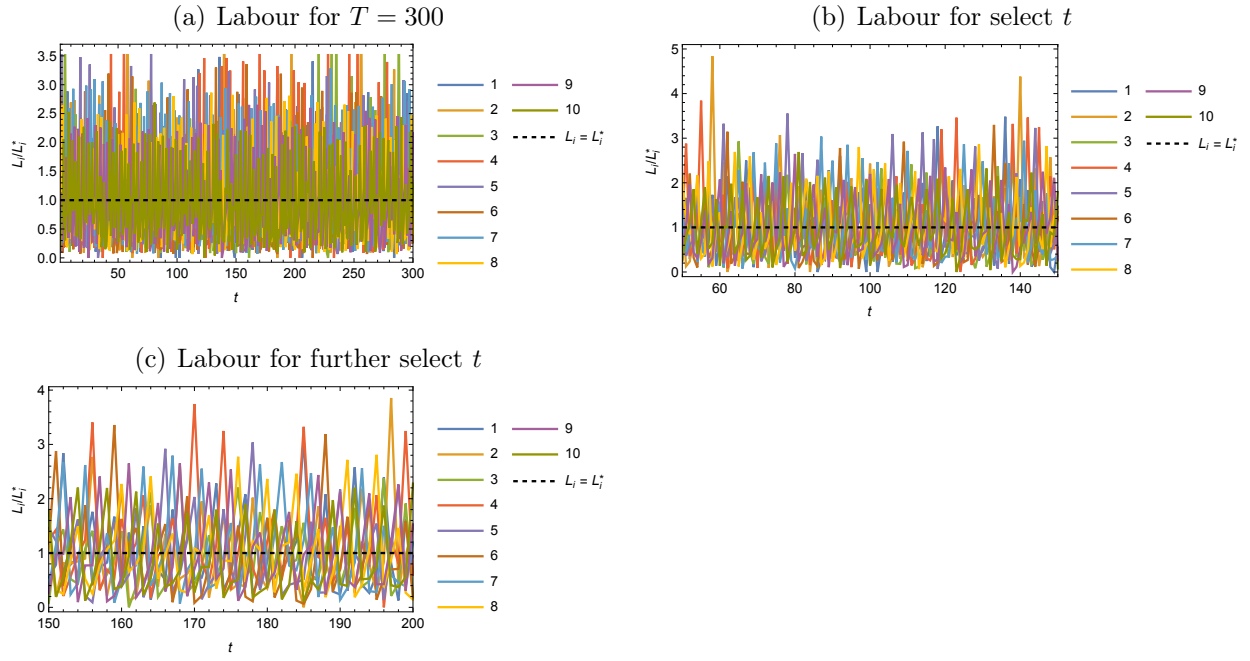 (a) Labour for T = 300
3.5
3.0
2.5
2.0
1.5
1.0
0.5
0.0
L_i/L_i^*
50 100 150 200 250 300
t
1 9
2 10
3 L_i = L_i^*
4
5
6
7
8
(b) Labour for select t
5
4
3
2
1
0
L_i/L_i^*
60 80 100 120 140
t
1 9
2 10
3 L_i = L_i^*
4
5
6
7
8
(c) Labour for further select t
4
3
2
1
0
L_i/L_i^*
150 160 170 180 190 200
t
1 9
2 10
3 L_i = L_i^*
4
5
6
7
8